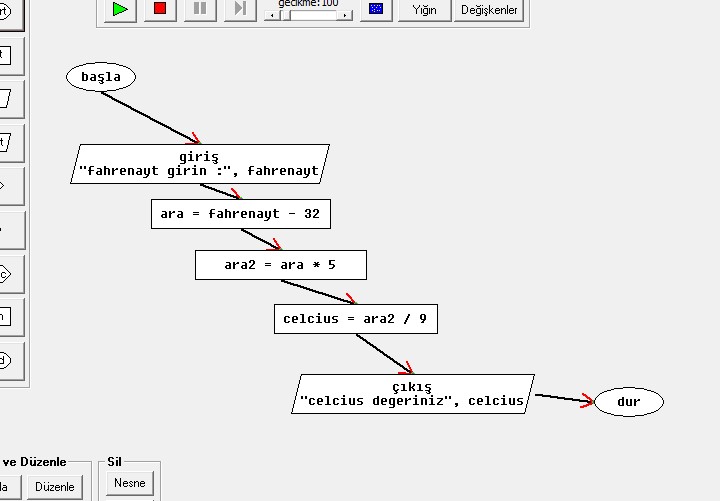 gecikme:100
Yığın
Değişkenler
başla
giriş
"fahrenayt girin :", fahrenayt
ara = fahrenayt - 32
ara2 = ara * 5
celcius = ara2 / 9
çıkış
"celcius degeriniz", celcius
dur
ve Düzenle
Sil
Düzenle
Nesne